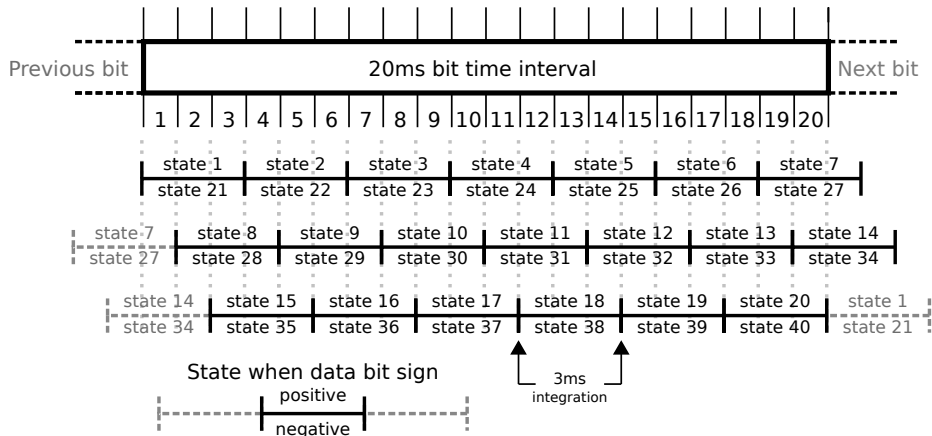 Previous bit 20ms bit time interval Next bit
1 2 3 4 5 6 7 8 9 10 11 12 13 14 15 16 17 18 19 20
state 1 state 2 state 3 state 4 state 5 state 6 state 7
state 21 state 22 state 23 state 24 state 25 state 26 state 27
state 7 state 8 state 9 state 10 state 11 state 12 state 13 state 14
state 27 state 28 state 29 state 30 state 31 state 32 state 33 state 34
state 14 state 15 state 16 state 17 state 18 state 19 state 20 state 1
state 34 state 35 state 36 state 37 state 38 state 39 state 40 state 21
State when data bit sign
positive
negative
3ms
integration